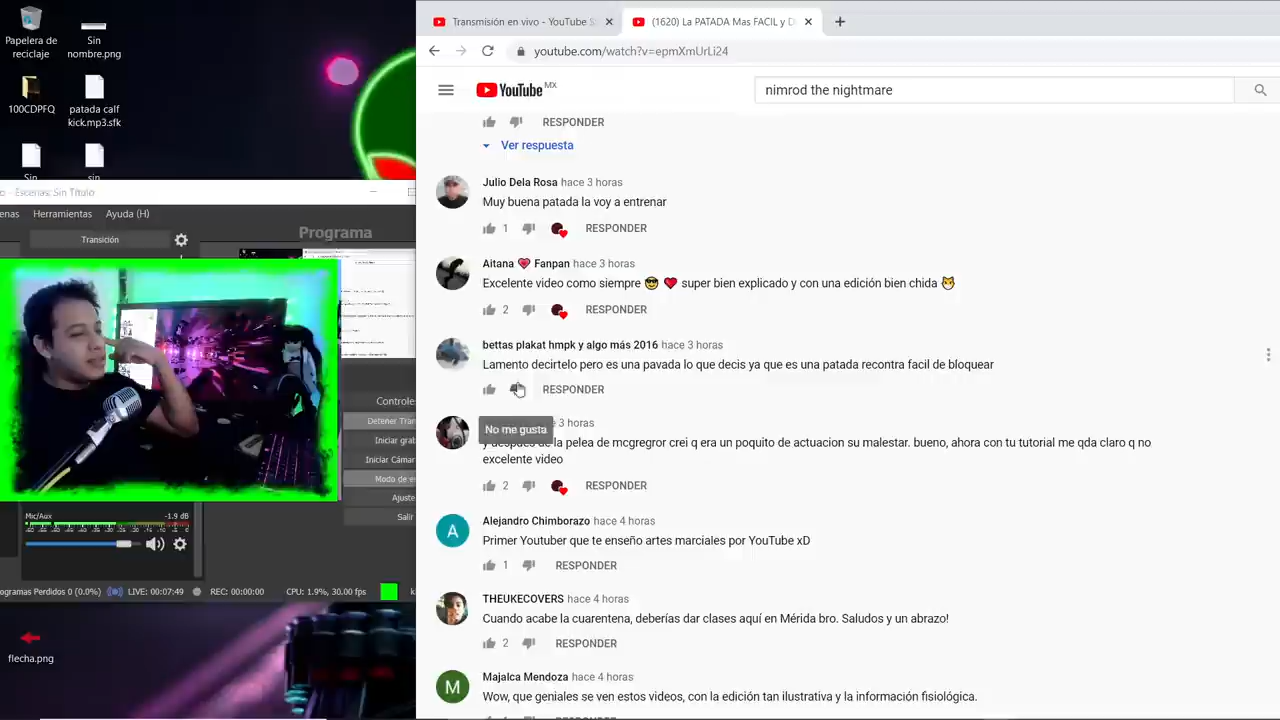 Papelera de
reciclaje
Sin
nombre.png
100CDPFQ
patada calf
kick.mp3.sfk
Escenas: Sin Título
Herramientas
Ayuda (H)
Transición
Programa
Controles
Detener Tran
Iniciar grab
Iniciar Cáma
Modo de es
Ajuste
Salir
Mic/Aux
-1.9 dB
ogramas Perdidos 0 (0.0%)
LIVE: 00:07:49
REC: 00:00:00
CPU: 1.9%, 30.00 fps
flecha.png
Transmisión en vivo - YouTube S
(1620) La PATADA Mas FACIL y D
youtube.com/watch?v=epmXmUrLi24
YouTube MX
nimrod the nightmare
RESPONDER
Ver respuesta
Julio Dela Rosa hace 3 horas
Muy buena patada la voy a entrenar
1 RESPONDER
Aitana 💗 Fanpan hace 3 horas
Excelente video como siempre 😎 ❤️ super bien explicado y con una edición bien chida 😼
2 RESPONDER
bettas plakat hmpk y algo más 2016 hace 3 horas
Lamento decirtelo pero es una pavada lo que decis ya que es una patada recontra facil de bloquear
RESPONDER
No me gusta
3 horas
y despues de la pelea de mcgregor crei q era un poquito de actuacion su malestar. bueno, ahora con tu tutorial me qda claro q no
excelente video
2 RESPONDER
A
Alejandro Chimborazo hace 4 horas
Primer Youtuber que te enseño artes marciales por YouTube xD
1 RESPONDER
THEUKECOVERS hace 4 horas
Cuando acabe la cuarentena, deberías dar clases aquí en Mérida bro. Saludos y un abrazo!
2 RESPONDER
M
Majalca Mendoza hace 4 horas
Wow, que geniales se ven estos videos, con la edición tan ilustrativa y la información fisiológica.